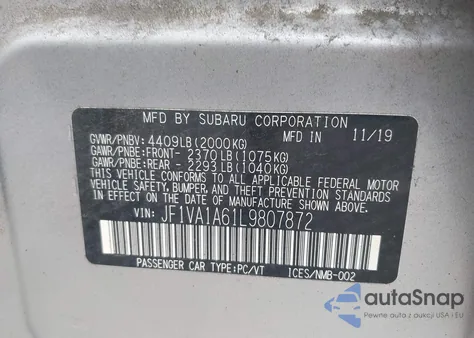 MFD BY SUBARU CORPORATION
GVWR/PNBV: 4409LB(2000KG) IN/DU 11/19
GAWR/PNBE:FRONT- 2370LB(1075KG)
GAWR/PNBE:REAR - 2293LB(1040KG)
THIS VEHICLE CONFORMS TO ALL APPLICABLE FEDERAL MOTOR
VEHICLE SAFETY, BUMPER, AND THEFT PREVENTION STANDARDS
IN EFFECT ON THE DATE OF MANUFACTURE SHOWN ABOVE.
VIN: JF1VA1A61L9807872
PASSENGER CAR TYPE:PC/VT ICES/NMB-002
autoSnap
Pewne auta z aukcji USA i EU